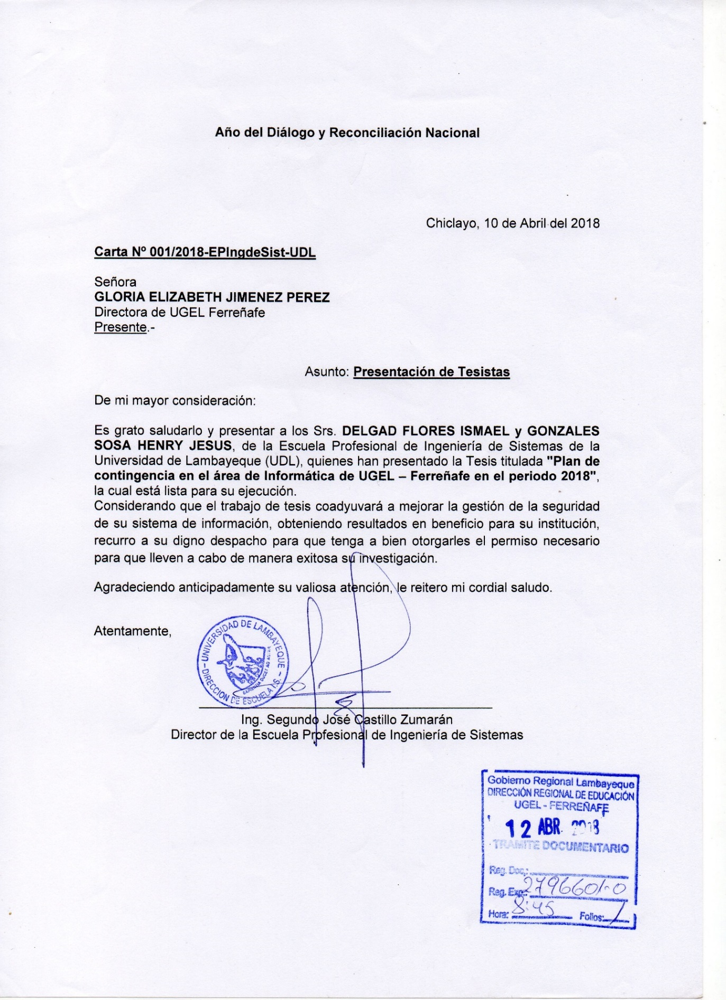 Año del Diálogo y Reconciliación Nacional
Chiclayo, 10 de Abril del 2018
Carta Nº 001/2018-EPIngdeSist-UDL
Señora
GLORIA ELIZABETH JIMENEZ PEREZ
Directora de UGEL Ferreñafe
Presente.-
Asunto: Presentación de Tesistas
De mi mayor consideración:
Es grato saludarlo y presentar a los Srs. DELGAD FLORES ISMAEL y GONZALES
SOSA HENRY JESUS, de la Escuela Profesional de Ingeniería de Sistemas de la
Universidad de Lambayeque (UDL), quienes han presentado la Tesis titulada "Plan de
contingencia en el área de Informática de UGEL – Ferreñafe en el periodo 2018",
la cual está lista para su ejecución.
Considerando que el trabajo de tesis coadyuvará a mejorar la gestión de la seguridad
de su sistema de información, obteniendo resultados en beneficio para su institución,
recurro a su digno despacho para que tenga a bien otorgarles el permiso necesario
para que lleven a cabo de manera exitosa su investigación.
Agradeciendo anticipadamente su valiosa atención, le reitero mi cordial saludo.
Atentamente,
UNIVERSIDAD DE LAMBAYEQUE
DIRECCION DE ESCUELA I.S.
Ing. Segundo José Castillo Zumarán
Director de la Escuela Profesional de Ingeniería de Sistemas
Gobierno Regional Lambayeque
DIRECCIÓN REGIONAL DE EDUCACIÓN
UGEL - FERREÑAFE
12 ABR. 2018
TRAMITE DOCUMENTARIO
Reg. Doc.:
Reg. Exp.:
Hora: 8:45 Folios: 1